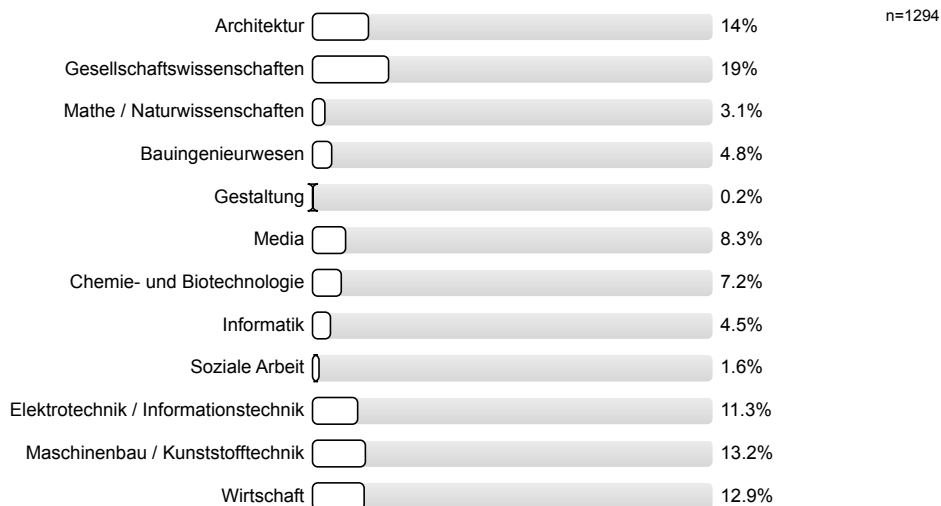 n=1294
Architektur 14%
Gesellschaftswissenschaften 19%
Mathe / Naturwissenschaften 3.1%
Bauingenieurwesen 4.8%
Gestaltung 0.2%
Media 8.3%
Chemie- und Biotechnologie 7.2%
Informatik 4.5%
Soziale Arbeit 1.6%
Elektrotechnik / Informationstechnik 11.3%
Maschinenbau / Kunststofftechnik 13.2%
Wirtschaft 12.9%